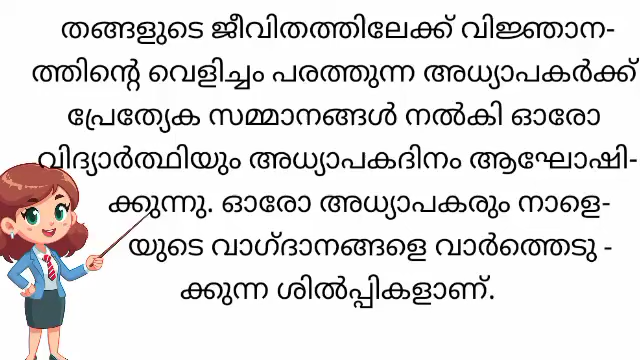 തങ്ങളുടെ ജീവിതത്തിലേക്ക് വിജ്ഞാന-
ത്തിന്റെ വെളിച്ചം പരത്തുന്ന അധ്യാപകർക്ക്
പ്രേത്യേക സമ്മാനങ്ങൾ നൽകി ഓരോ
വിദ്യാർത്ഥിയും അധ്യാപകദിനം ആഘോഷി-
ക്കുന്നു. ഓരോ അധ്യാപകരും നാളെ-
യുടെ വാഗ്ദാനങ്ങളെ വാർത്തെടു -
ക്കുന്ന ശിൽപ്പികളാണ്.